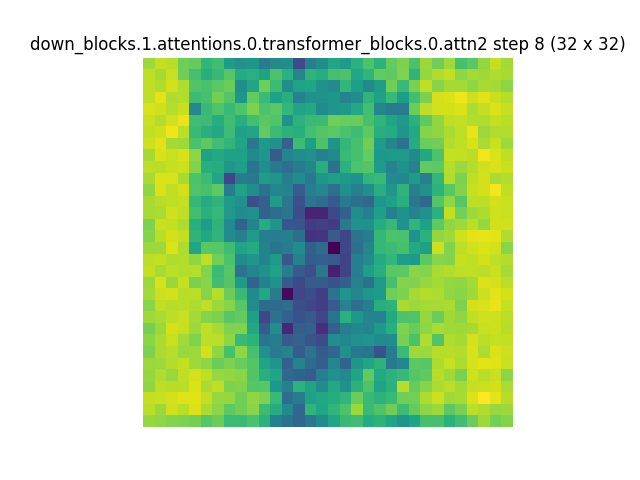 down_blocks.1.attentions.0.transformer_blocks.0.attn2 step 8 (32 x 32)